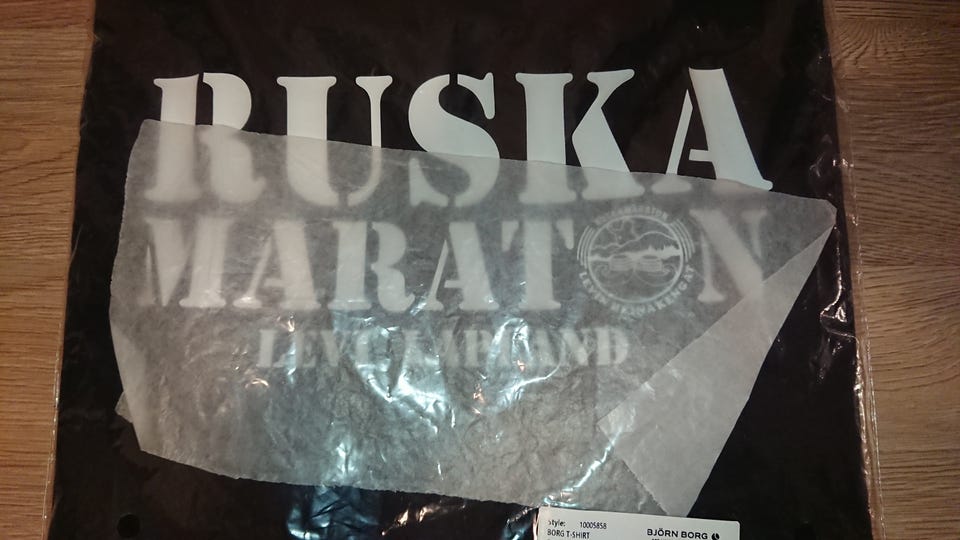 RUSKA
MARATON
LEVI LAPLAND
Style: 10005858
BORG T-SHIRT
BJÖRN BORG